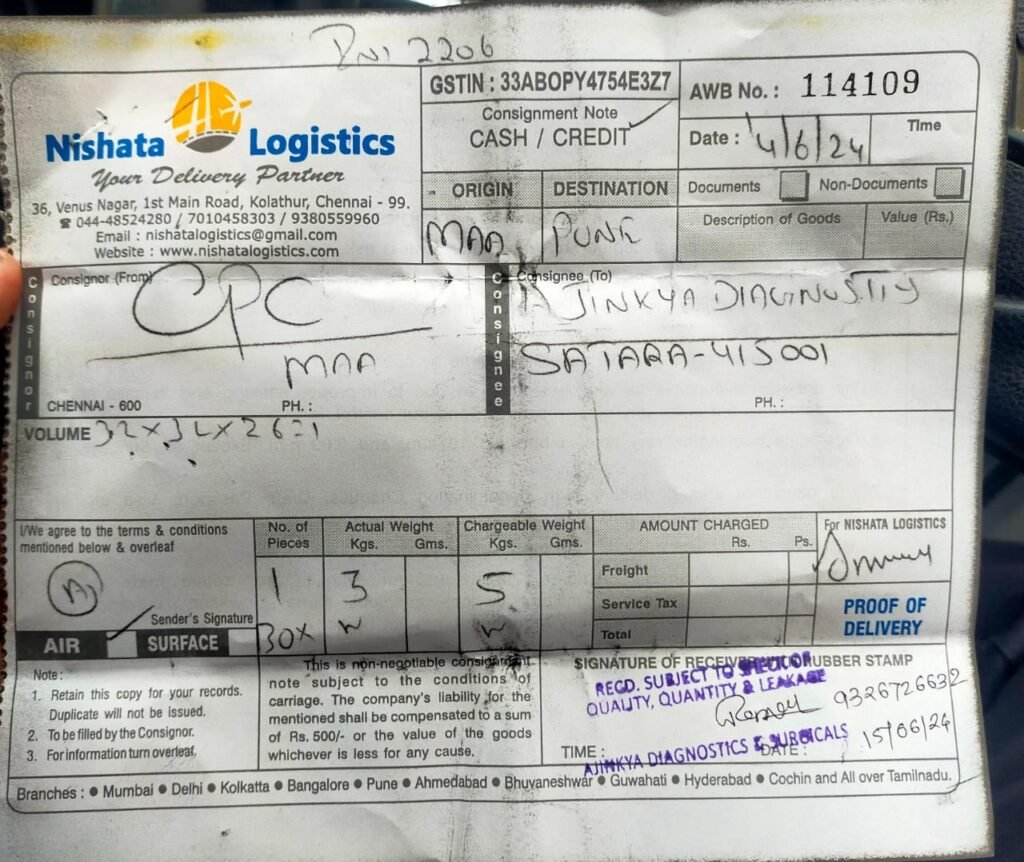 2206
Nishata Logistics
Your Delivery Partner
36, Venus Nagar, 1st Main Road, Kolathur, Chennai - 99.
☎ 044-48524280 / 7010458303 / 9380559960
Email : nishatalogistics@gmail.com
Website : www.nishatalogistics.com
GSTIN : 33ABOPY4754E3Z7
Consignment Note
CASH / CREDIT
AWB No. : 114109
Date : 4/6/24
Time
ORIGIN
DESTINATION
MAA
PUNE
Documents
Non-Documents
Description of Goods
Value (Rs.)
Consignor
Consignor (From)
CPC
MAA
CHENNAI - 600
PH. :
Consignee
Consignee (To)
AJINKYA DIAGINUSTIY
SATARA-415001
PH. :
VOLUME 32x32x26=1
I/We agree to the terms & conditions
mentioned below & overleaf
Sender's Signature
AIR
SURFACE
No. of
Pieces
1
BOX
Actual Weight
Kgs. Gms.
3
Chargeable Weight
Kgs. Gms.
5
AMOUNT CHARGED
Rs. Ps.
Freight
Service Tax
Total
For NISHATA LOGISTICS
PROOF OF
DELIVERY
Note :
1. Retain this copy for your records.
Duplicate will not be issued.
2. To be filled by the Consignor.
3. For information turn overleaf.
This is non-negotiable consignment
note subject to the conditions of
carriage. The company's liability for the
mentioned shall be compensated to a sum
of Rs. 500/- or the value of the goods
whichever is less for any cause.
SIGNATURE OF RECEIVER WITH RUBBER STAMP
RECD. SUBJECT TO CHECK OR
QUALITY, QUANTITY & LEAKAGE
9326726632
15/06/24
TIME :
DATE :
AJINKYA DIAGNOSTICS & SURGICALS
Branches : ● Mumbai ● Delhi ● Kolkatta ● Bangalore ● Pune ● Ahmedabad ● Bhuvaneshwar ● Guwahati ● Hyderabad ● Cochin and All over Tamilnadu.